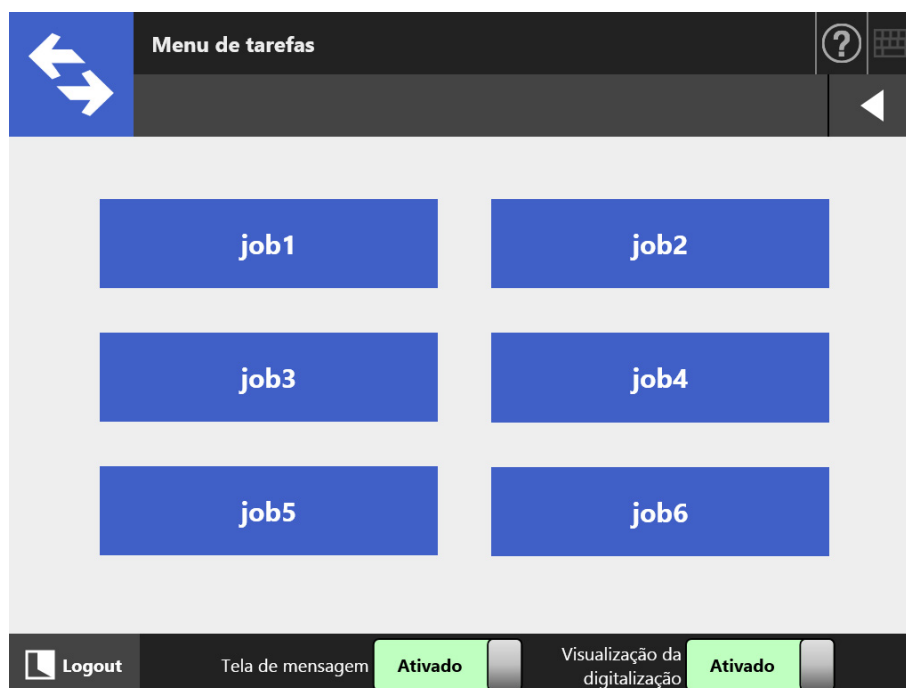 Menu de tarefas
?
job1
job2
job3
job4
job5
job6
Logout
Tela de mensagem
Ativado
Visualização da
digitalização
Ativado